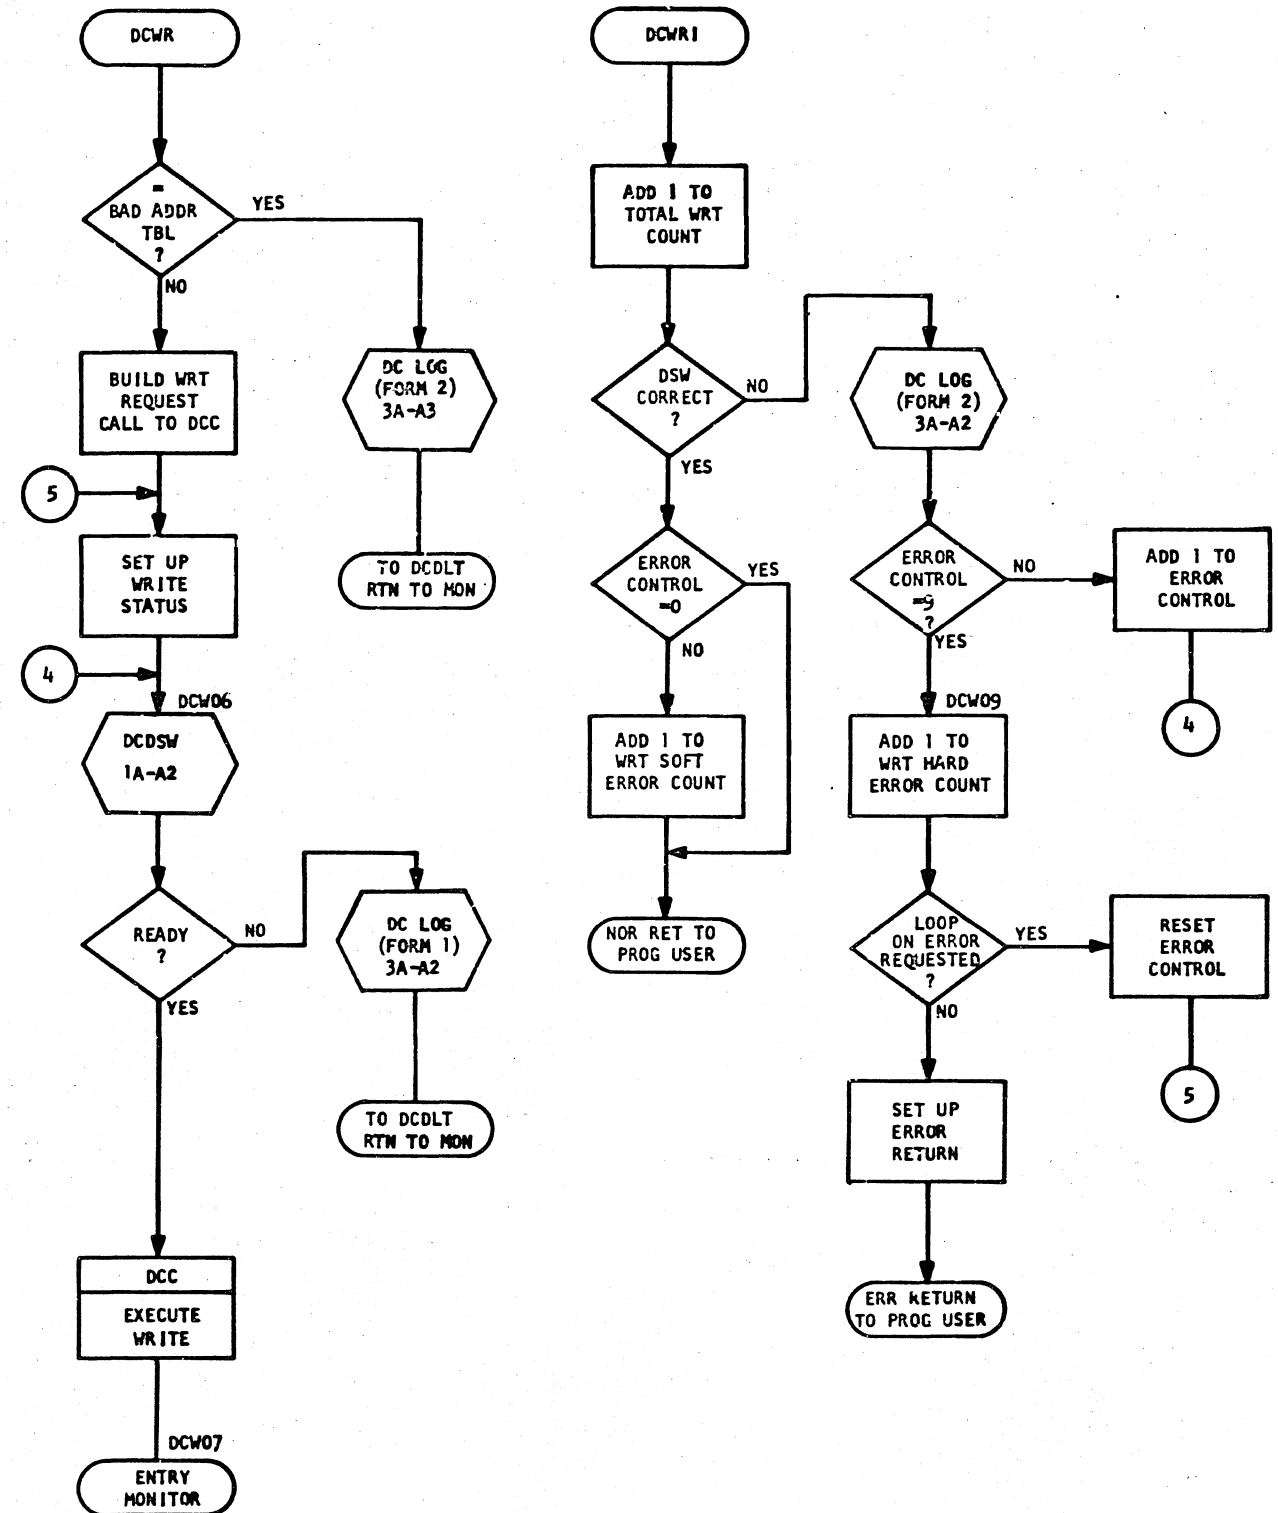 DCWR
=
BAD ADDR
TBL
?
YES
NO
BUILD WRT
REQUEST
CALL TO DCC
DC LOG
(FORM 2)
3A-A3
TO DCDLT
RTN TO MON
5
SET UP
WRITE
STATUS
4
DCW06
DCDSW
1A-A2
READY
?
NO
YES
DC LOG
(FORM 1)
3A-A2
TO DCDLT
RTN TO MON
DCC
EXECUTE
WRITE
DCW07
ENTRY
MONITOR
DCWR1
ADD 1 TO
TOTAL WRT
COUNT
DSW
CORRECT
?
NO
YES
ERROR
CONTROL
=0
YES
NO
ADD 1 TO
WRT SOFT
ERROR COUNT
NOR RET TO
PROG USER
DC LOG
(FORM 2)
3A-A2
ERROR
CONTROL
=9
?
NO
YES
ADD 1 TO
ERROR
CONTROL
4
DCW09
ADD 1 TO
WRT HARD
ERROR COUNT
LOOP
ON ERROR
REQUESTED
?
YES
NO
RESET
ERROR
CONTROL
5
SET UP
ERROR
RETURN
ERR RETURN
TO PROG USER